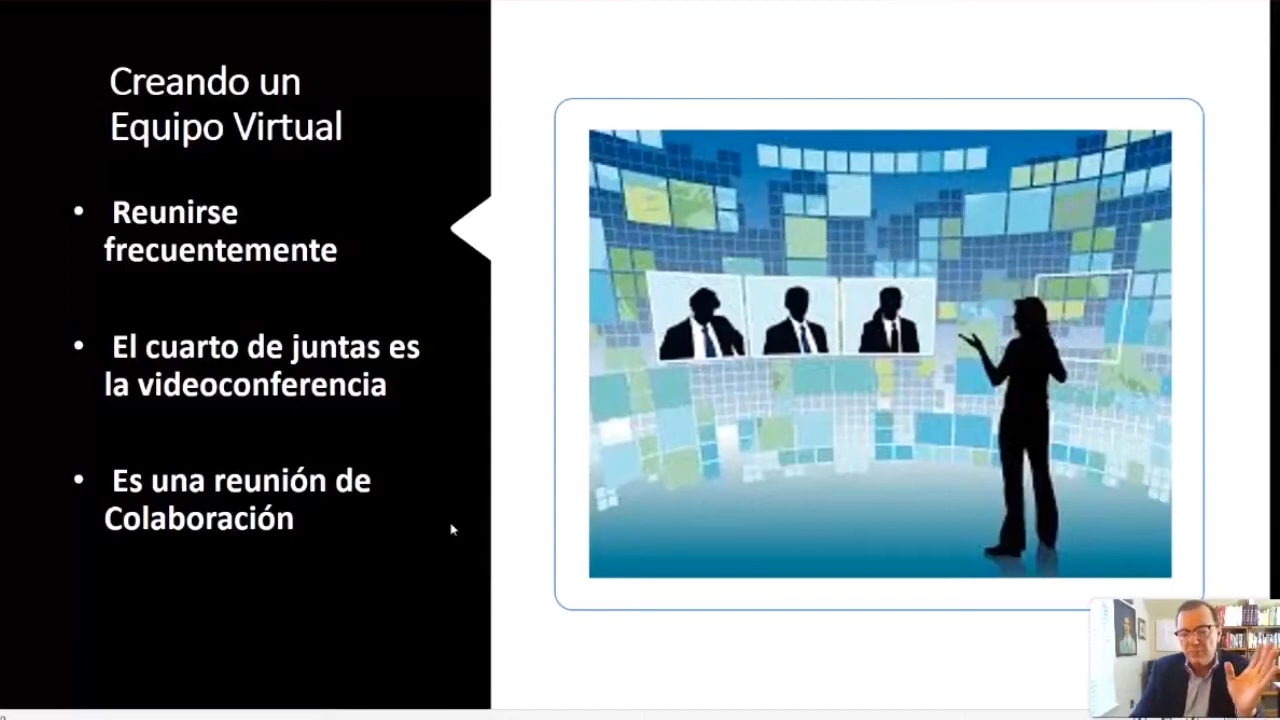 Creando un
Equipo Virtual
• Reunirse
frecuentemente
• El cuarto de juntas es
la videoconferencia
• Es una reunión de
Colaboración